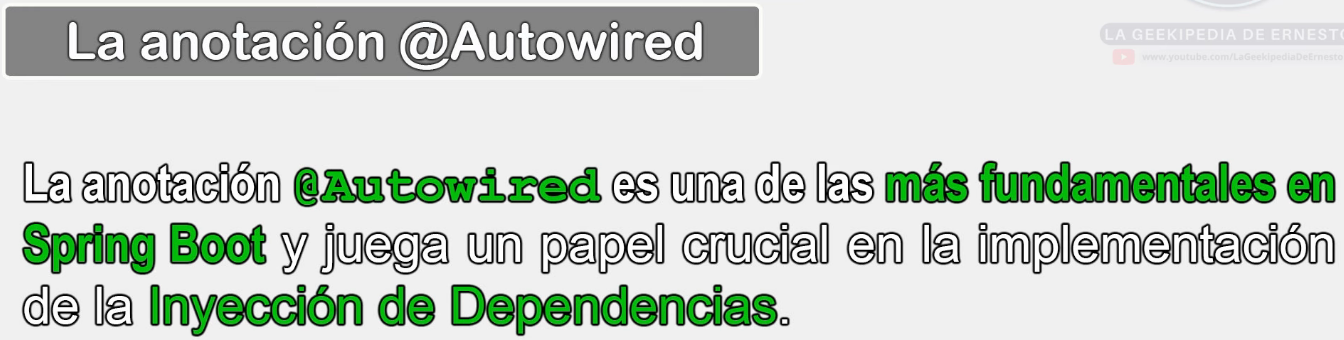 La anotación @Autowired
LA GEEKIPEDIA DE ERNESTO
www.youtube.com/LaGeekipediaDeErnesto
La anotación @Autowired es una de las más fundamentales en
Spring Boot y juega un papel crucial en la implementación
de la Inyección de Dependencias.